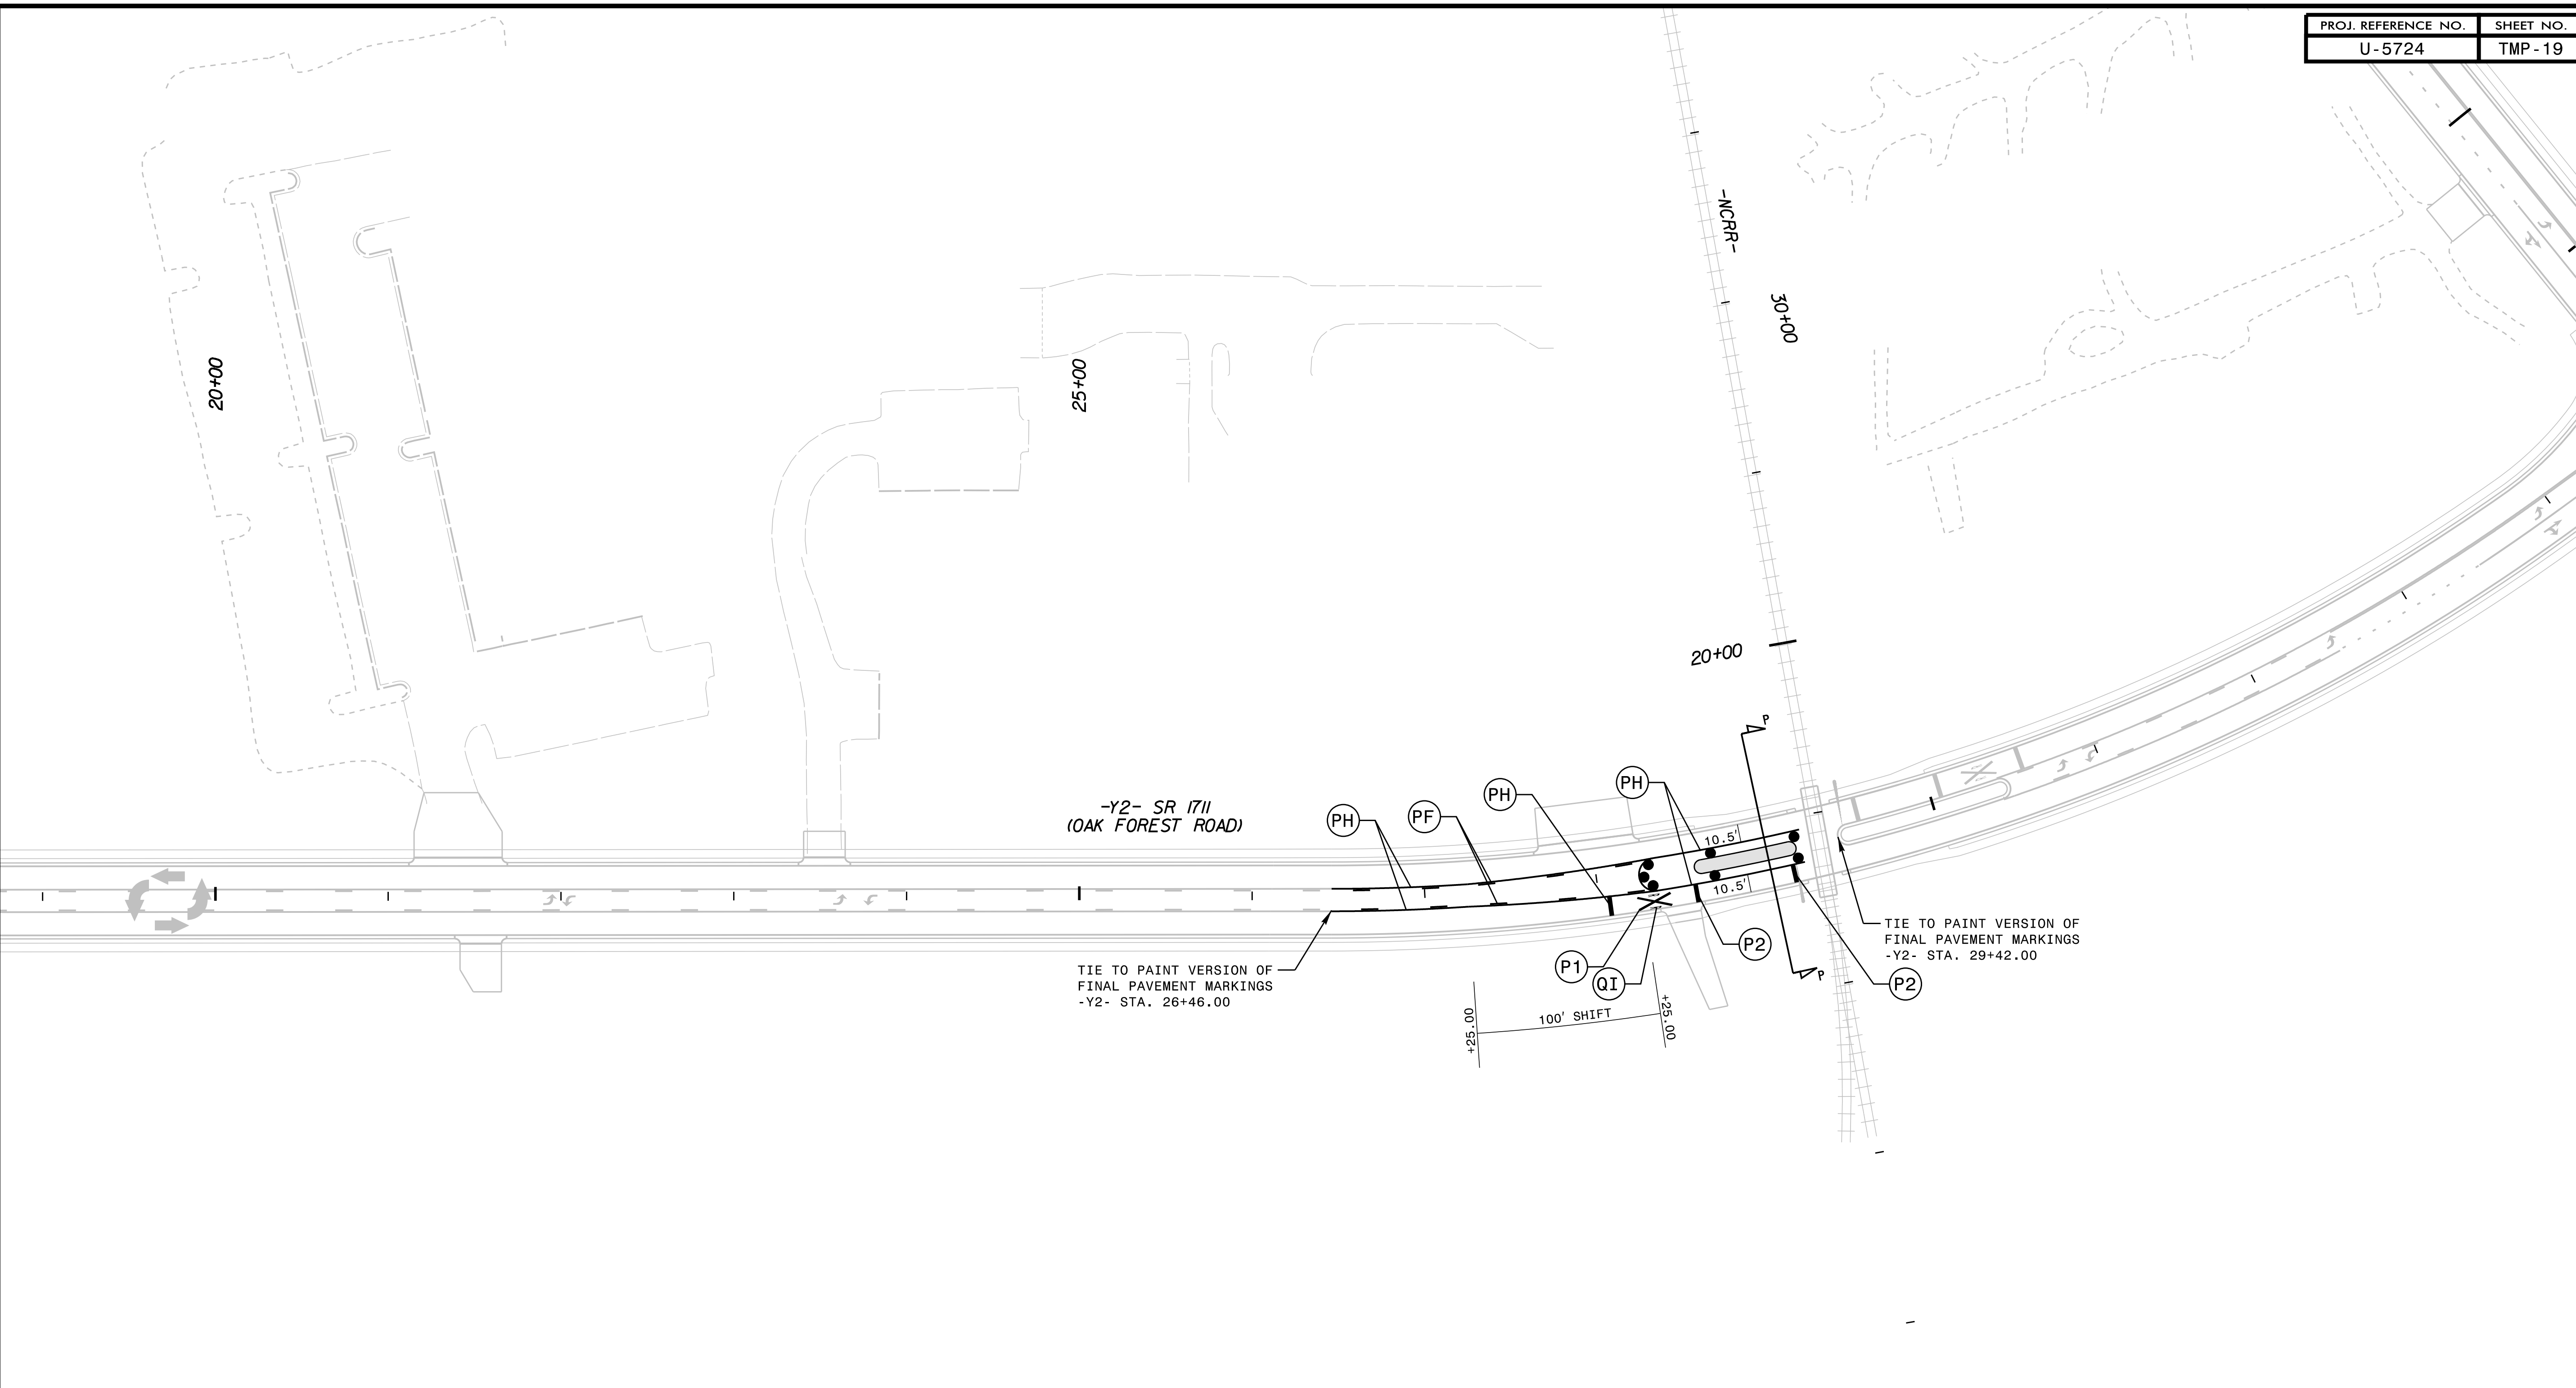 PROJ. REFERENCE NO.
SHEET NO.
U-5724
TMP-19
-NCRR-
30+00
20+00
25+00
20+00
P
-Y2- SR 1711
(OAK FOREST ROAD)
PH
PF
PH
PH
10.5'
10.5'
TIE TO PAINT VERSION OF
FINAL PAVEMENT MARKINGS
-Y2- STA. 29+42.00
P2
P1
QI
P2
P
TIE TO PAINT VERSION OF
FINAL PAVEMENT MARKINGS
-Y2- STA. 26+46.00
+25.00
100' SHIFT
+25.00